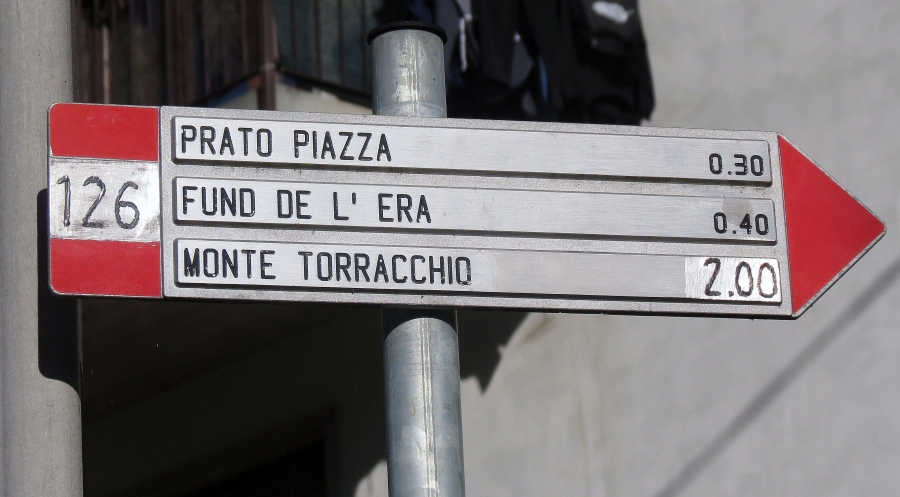 126
PRATO PIAZZA 0.30
FUND DE L' ERA 0.40
MONTE TORRACCHIO 2.00